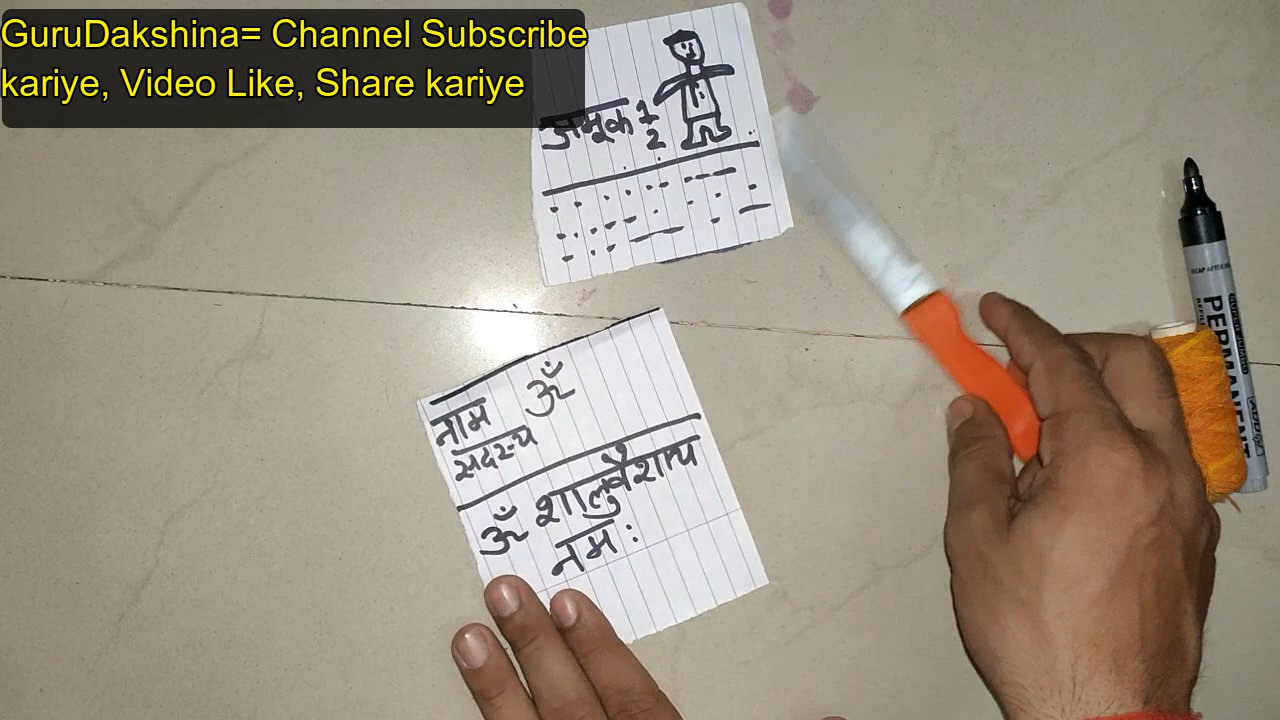 GuruDakshina= Channel Subscribe
kariye, Video Like, Share kariye
अमूक 1
2
नाम ॐ
सदस्य
ॐ शालुवैशाय
नम:
PERMANENT